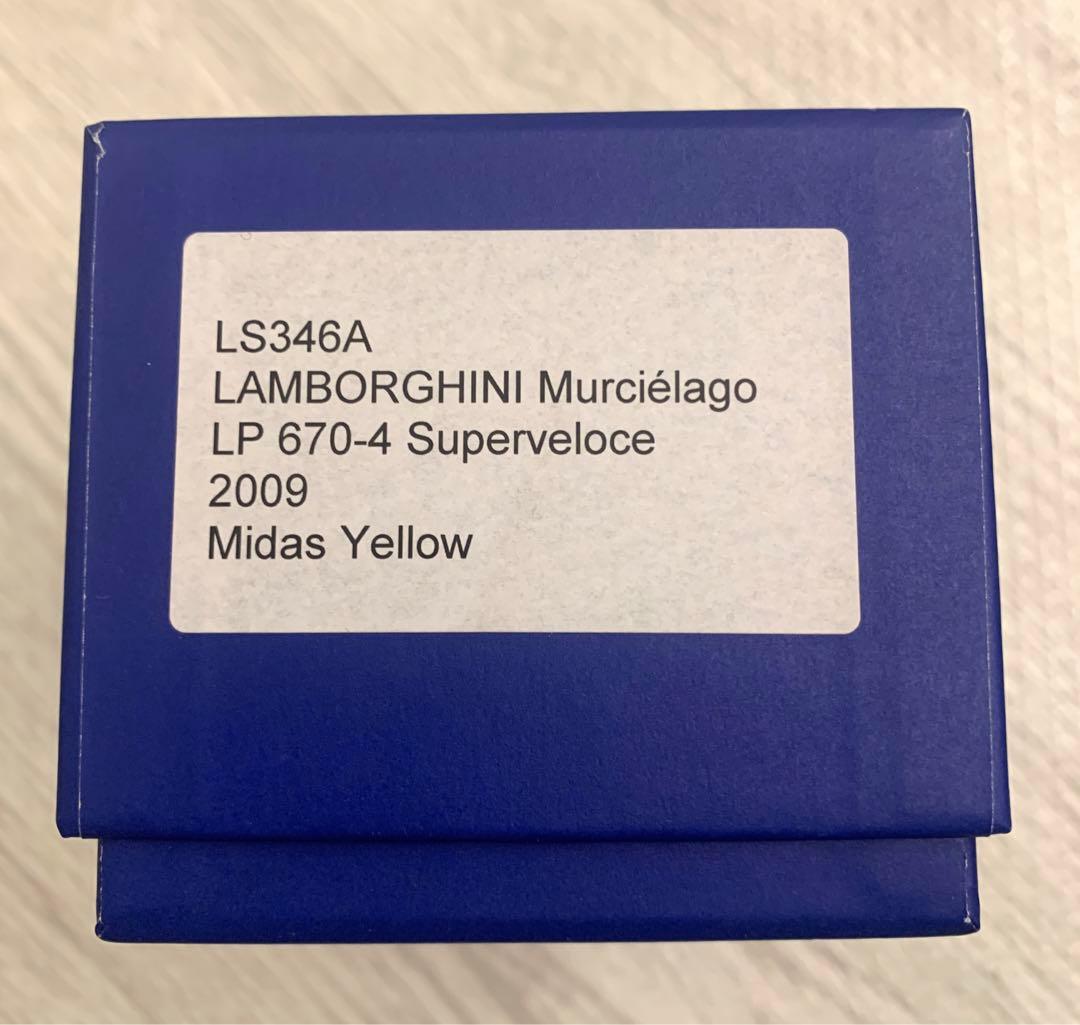 LS346A
LAMBORGHINI Murciélago
LP 670-4 Superveloce
2009
Midas Yellow